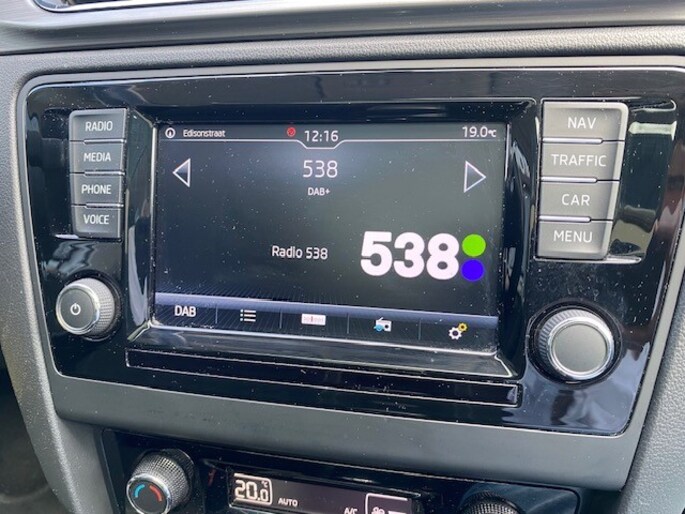 RADIO
MEDIA
PHONE
VOICE
Edisonstraat 12:16 19.0°C
538
DAB+
Radio 538
538
DAB
NAV
TRAFFIC
CAR
MENU
20.0 AUTO A/C